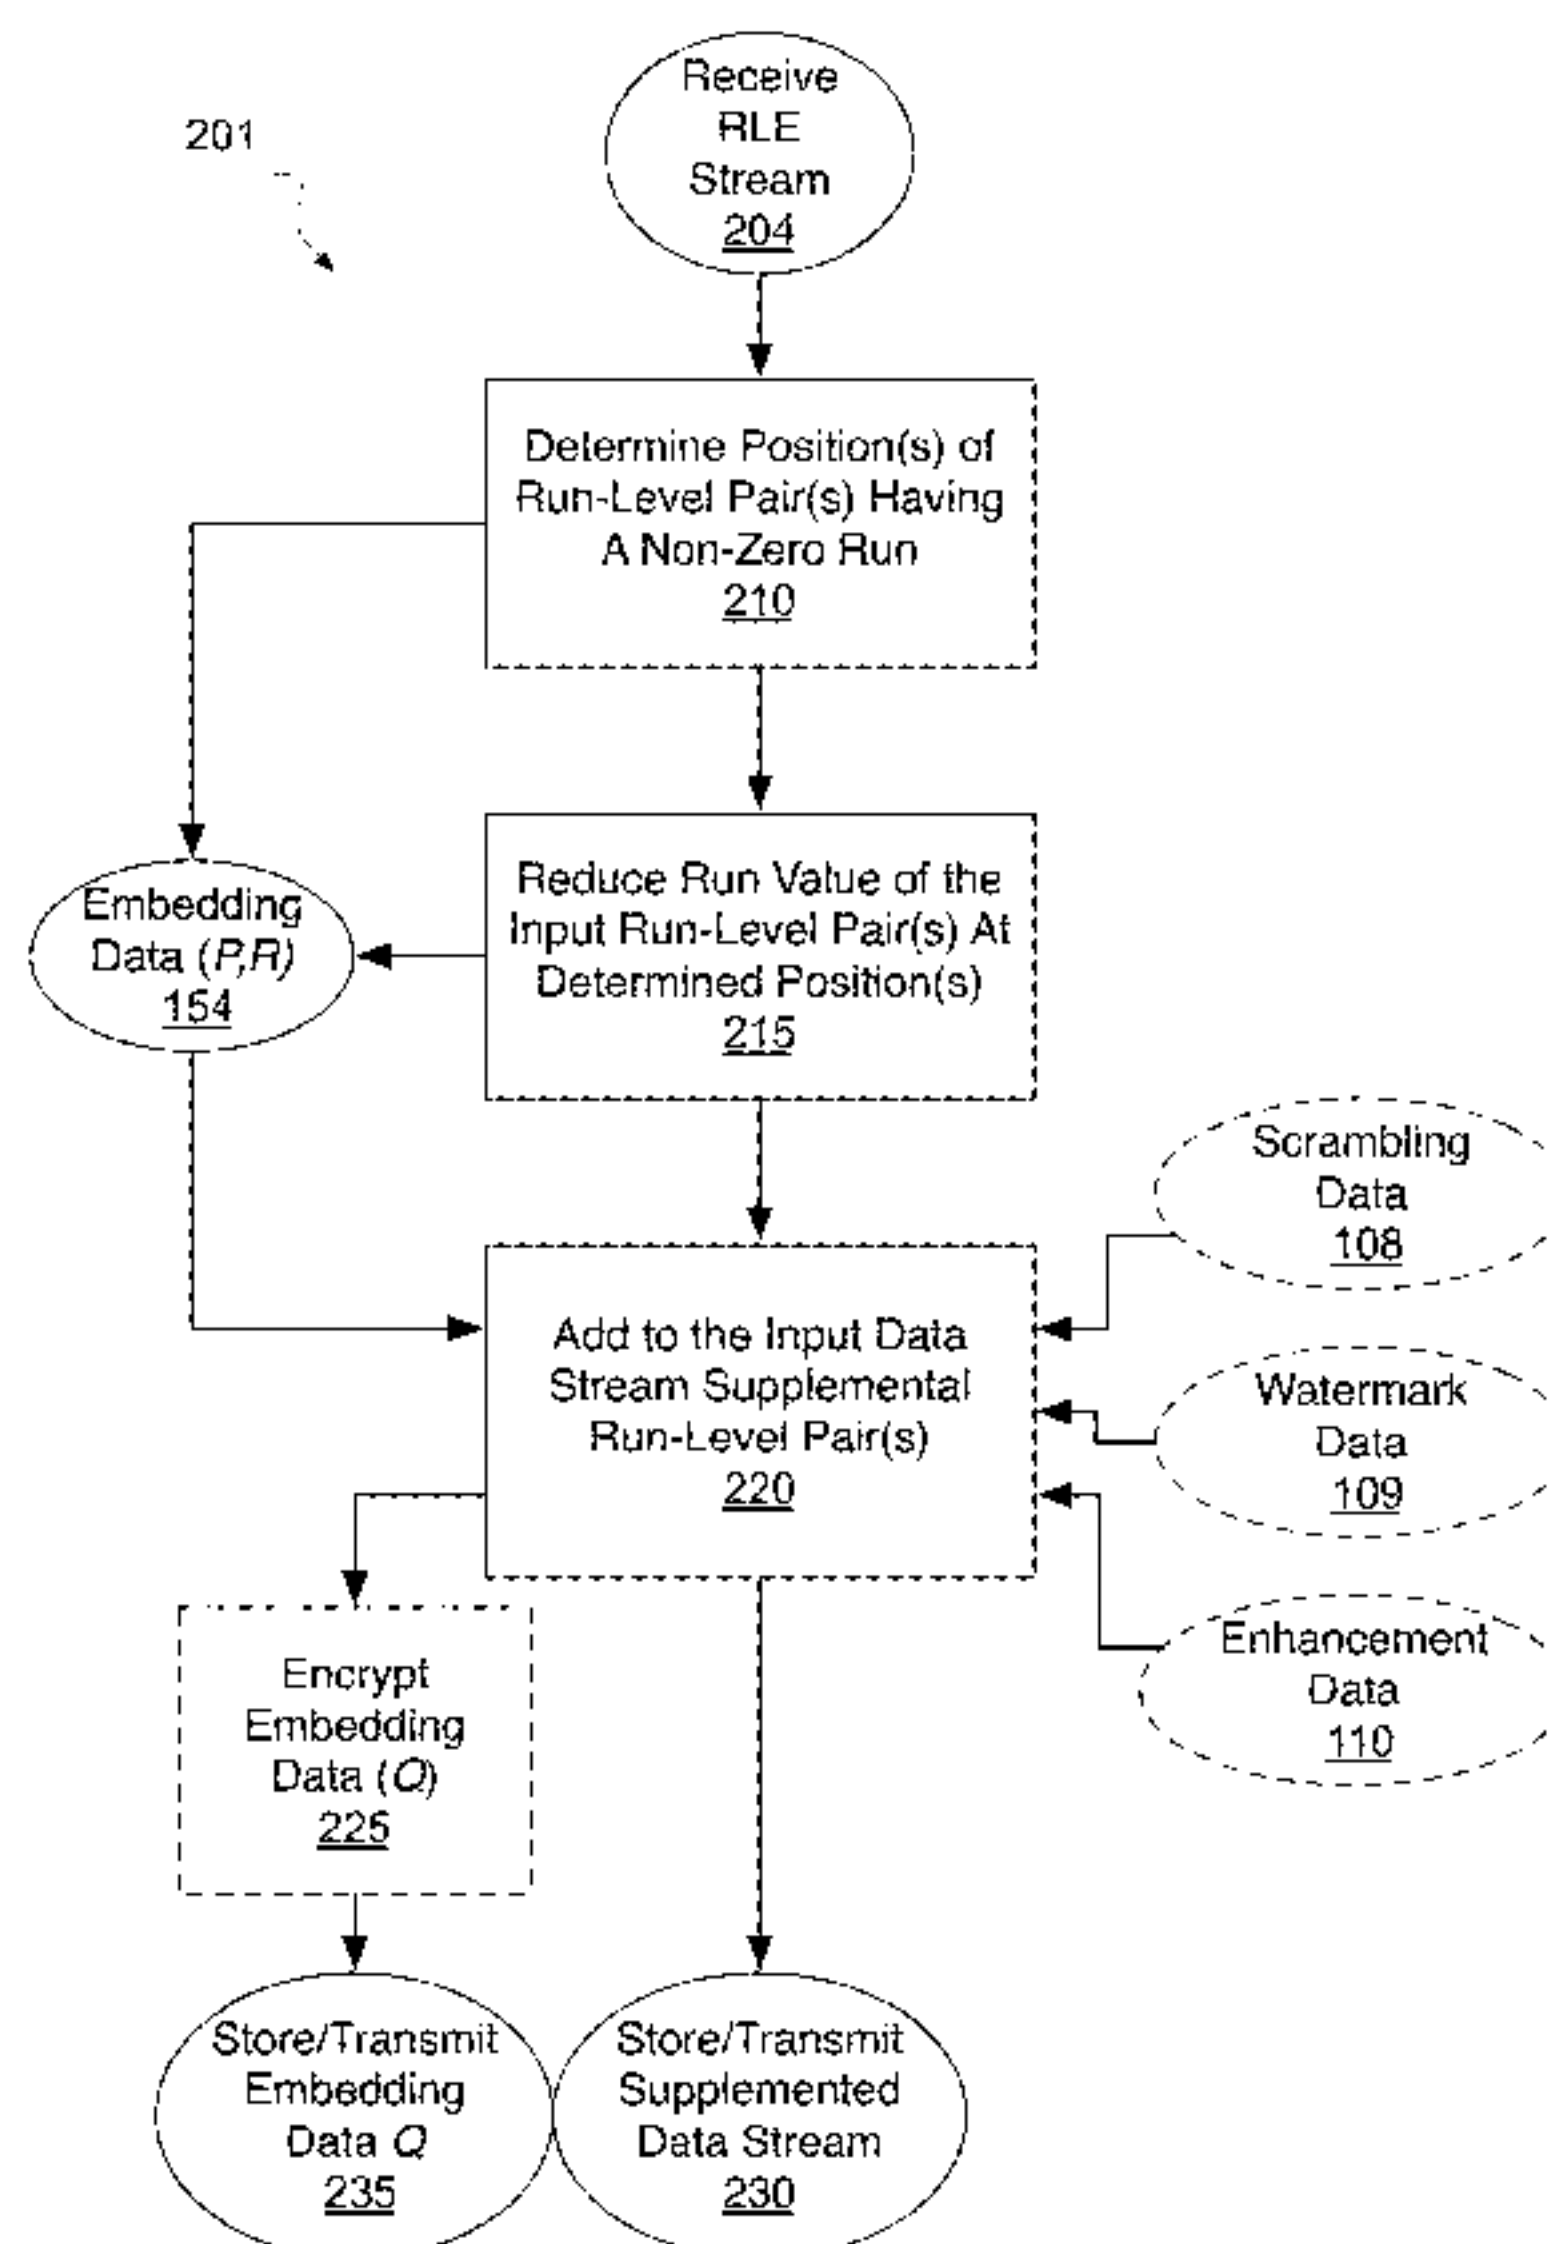 201
Receive
RLE
Stream
204
Determine Position(s) of
Run-Level Pair(s) Having
A Non-Zero Run
210
Embedding
Data (P,R)
154
Reduce Run Value of the
Input Run-Level Pair(s) At
Determined Position(s)
215
Scrambling
Data
108
Add to the Input Data
Stream Supplemental
Run-Level Pair(s)
220
Watermark
Data
109
Enhancement
Data
110
Encrypt
Embedding
Data (Q)
225
Store/Transmit
Embedding
Data Q
235
Store/Transmit
Supplemented
Data Stream
230